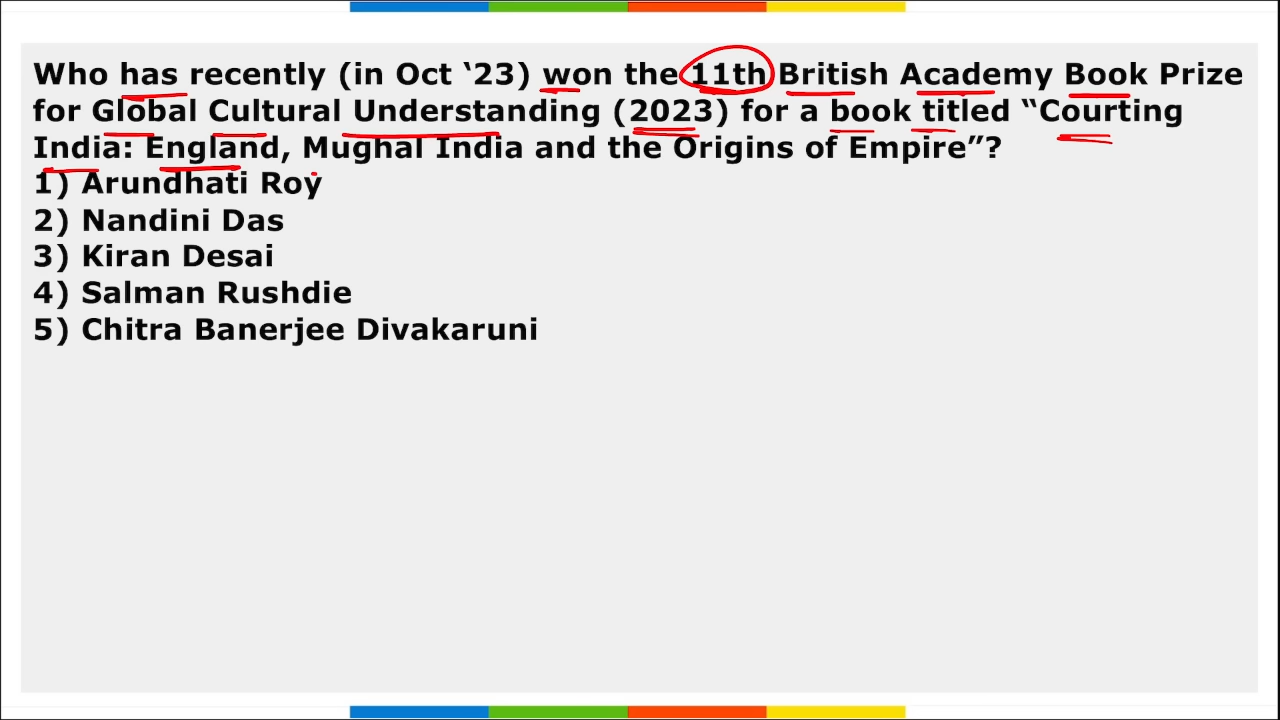 Who has recently (in Oct ‘23) won the 11th British Academy Book Prize
for Global Cultural Understanding (2023) for a book titled “Courting
India: England, Mughal India and the Origins of Empire”?
1) Arundhati Roy
2) Nandini Das
3) Kiran Desai
4) Salman Rushdie
5) Chitra Banerjee Divakaruni